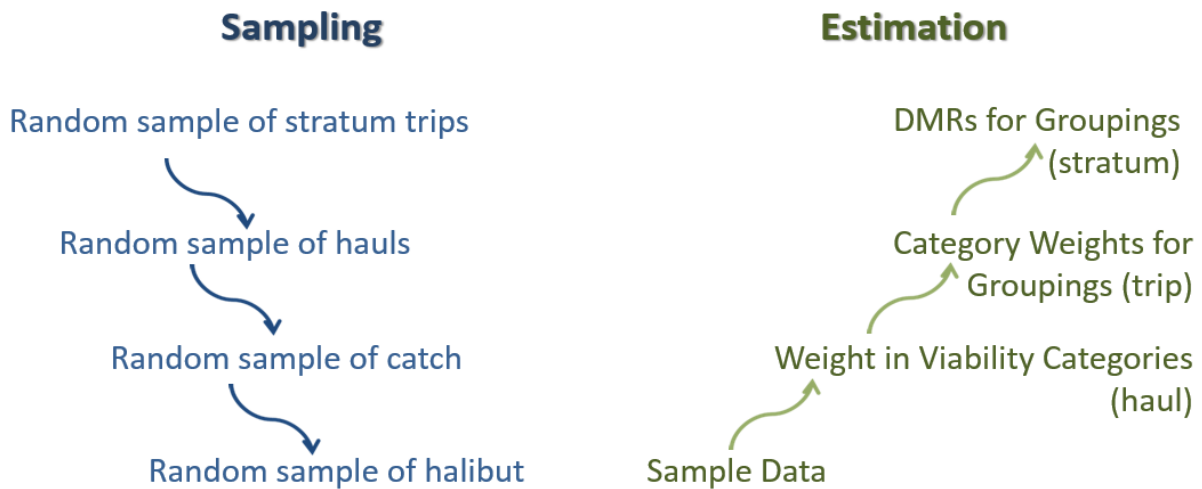 Sampling
Random sample of stratum trips
Random sample of hauls
Random sample of catch
Random sample of halibut
Estimation
DMRs for Groupings
(stratum)
Category Weights for
Groupings (trip)
Weight in Viability Categories
(haul)
Sample Data